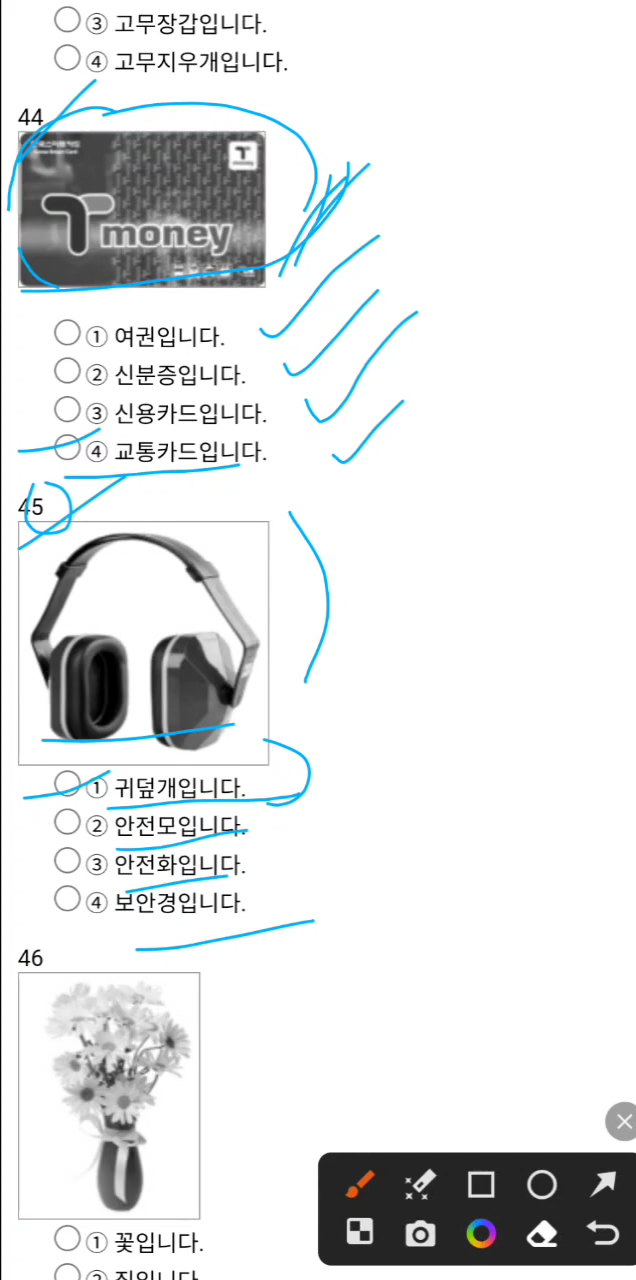 ③ 고무장갑입니다.
④ 고무지우개입니다.
44
T
money
T money
① 여권입니다.
② 신분증입니다.
③ 신용카드입니다.
④ 교통카드입니다.
45
① 귀덮개입니다.
② 안전모입니다.
③ 안전화입니다.
④ 보안경입니다.
46
① 꽃입니다.